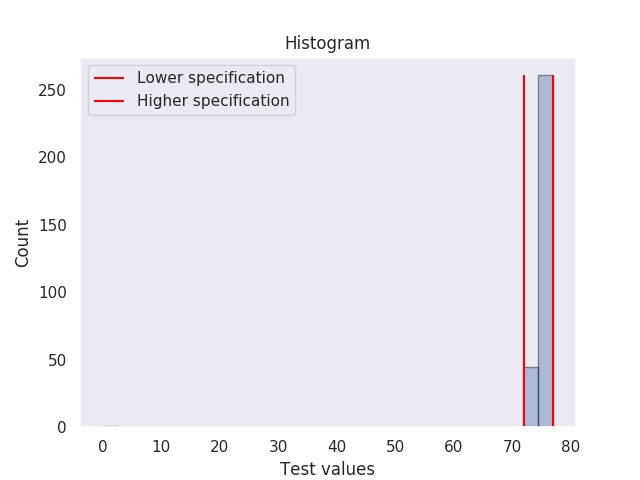 Histogram
Lower specification
Higher specification
250
200
150
100
50
0
Count
0 10 20 30 40 50 60 70 80
Test values